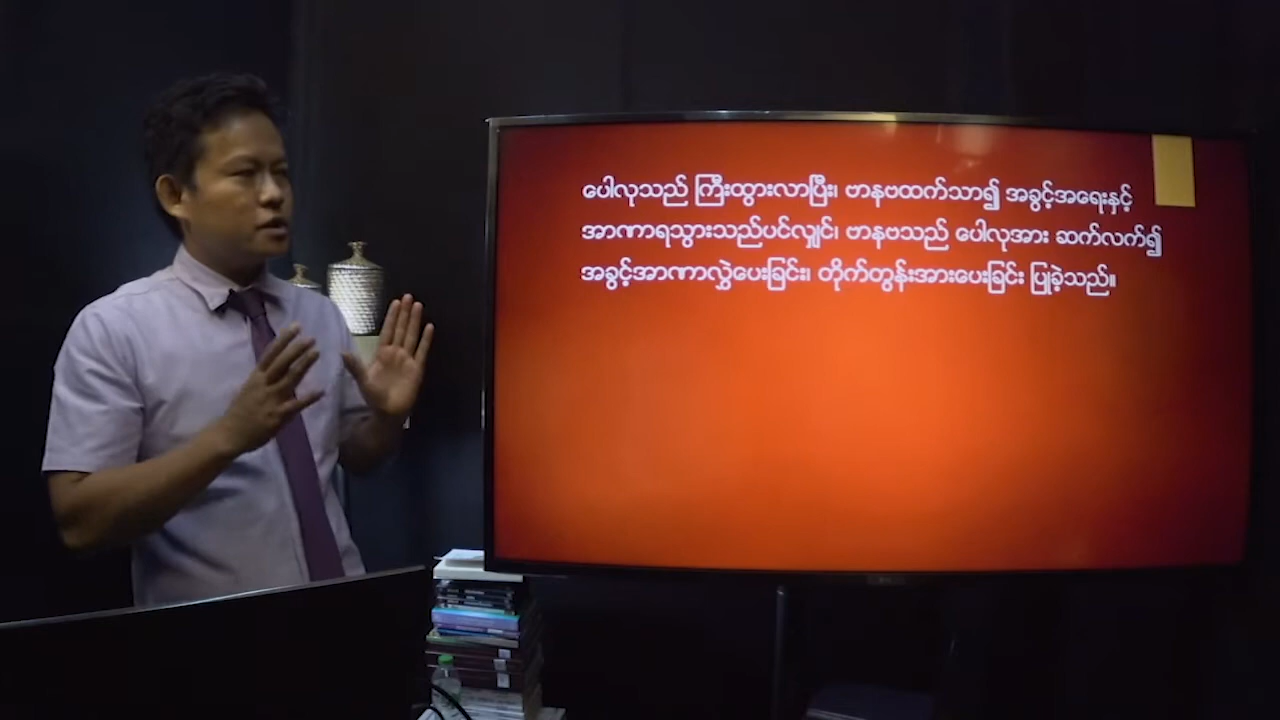 ပေါလုသည် ကြီးထွားလာပြီး၊ ဗာနဗထက်သာ၍ အခွင့်အရေးနှင့်
အာဏာရသွားသည်ပင်လျှင်၊ ဗာနဗသည် ပေါလုအား ဆက်လက်၍
အခွင့်အာဏာလွှဲပေးခြင်း၊ တိုက်တွန်းအားပေးခြင်း ပြုခဲ့သည်။